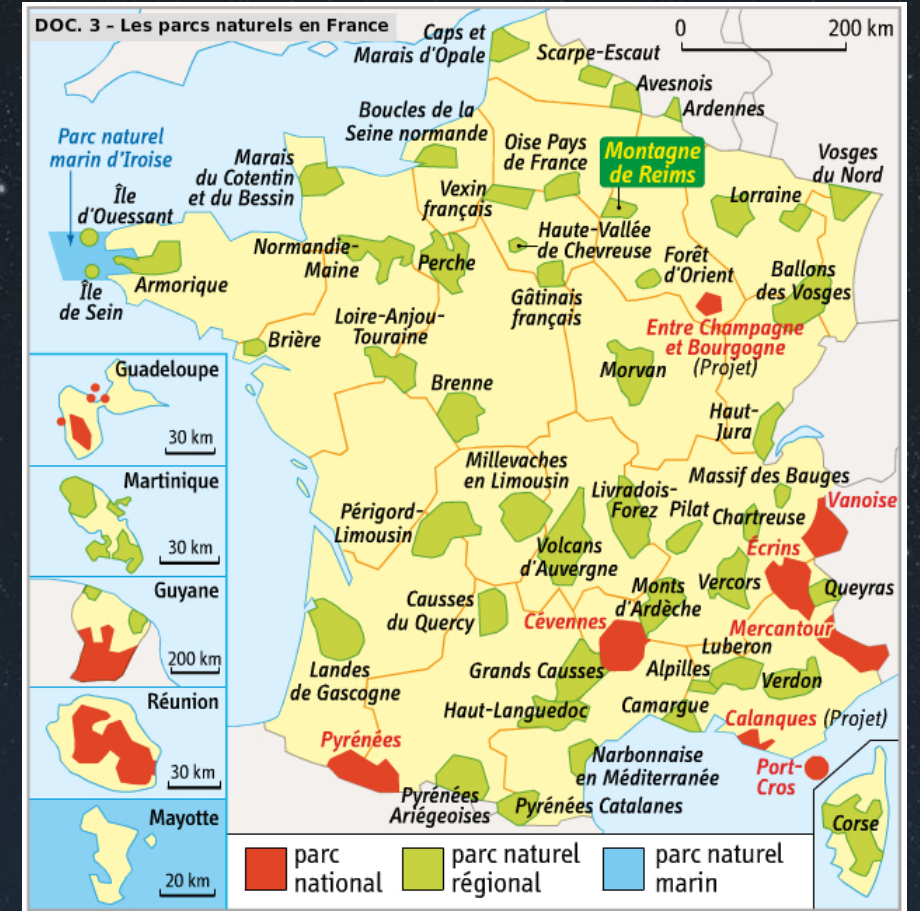 DOC. 3 – Les parcs naturels en France
0
200 km
Caps et
Marais d'Opale
Scarpe-Escaut
Avesnois
Ardennes
Boucles de la
Seine normande
Parc naturel
marin d'Iroise
Oise Pays
de France
Montagne
de Reims
Vosges
du Nord
Marais
du Cotentin
et du Bessin
Île
d'Ouessant
Vexin
français
Lorraine
Normandie-
Maine
Perche
Haute-Vallée
de Chevreuse
Forêt
d'Orient
Ballons
des Vosges
Armorique
Île
de Sein
Gâtinais
français
Entre Champagne
et Bourgogne
(Projet)
Loire-Anjou-
Touraine
Brière
Morvan
Brenne
Haut-
Jura
Guadeloupe
30 km
Millevaches
en Limousin
Massif des Bauges
Martinique
30 km
Livradois-
Forez
Pilat
Chartreuse
Vanoise
Périgord-
Limousin
Volcans
d'Auvergne
Écrins
Guyane
200 km
Monts
d'Ardèche
Vercors
Queyras
Causses
du Quercy
Cévennes
Mercantour
Luberon
Landes
de Gascogne
Grands Causses
Alpilles
Verdon
Réunion
30 km
Haut-Languedoc
Camargue
Calanques (Projet)
Pyrénées
Narbonnaise
en Méditerranée
Port-
Cros
Pyrénées
Ariégeoises
Pyrénées Catalanes
Mayotte
20 km
Corse
parc
national
parc naturel
régional
parc naturel
marin